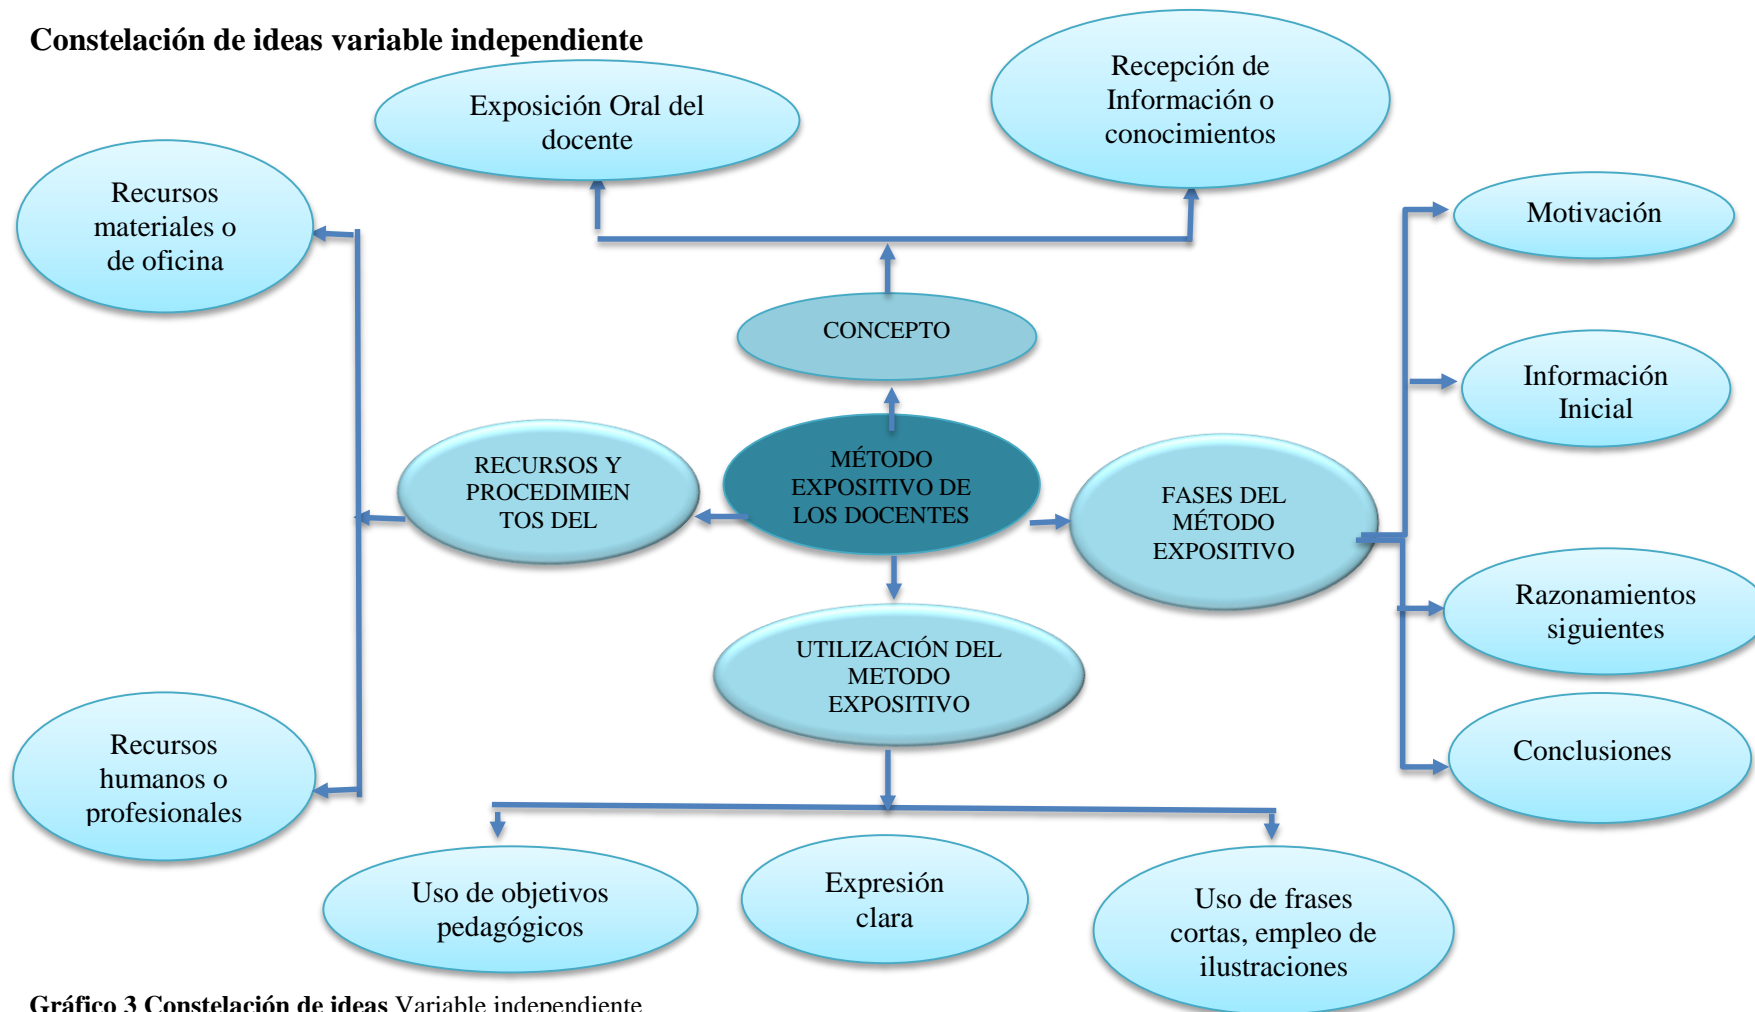 Constelación de ideas variable independiente
Exposición Oral del
docente
Recepción de
Información o
conocimientos
Recursos
materiales o
de oficina
Motivación
CONCEPTO
Información
Inicial
MÉTODO
EXPOSITIVO DE
LOS DOCENTES
RECURSOS Y
PROCEDIMIEN
TOS DEL
FASES DEL
MÉTODO
EXPOSITIVO
Razonamientos
siguientes
UTILIZACIÓN DEL
METODO
EXPOSITIVO
Recursos
humanos o
profesionales
Conclusiones
Uso de objetivos
pedagógicos
Expresión
clara
Uso de frases
cortas, empleo de
ilustraciones
Gráfico 3 Constelación de ideas Variable independiente